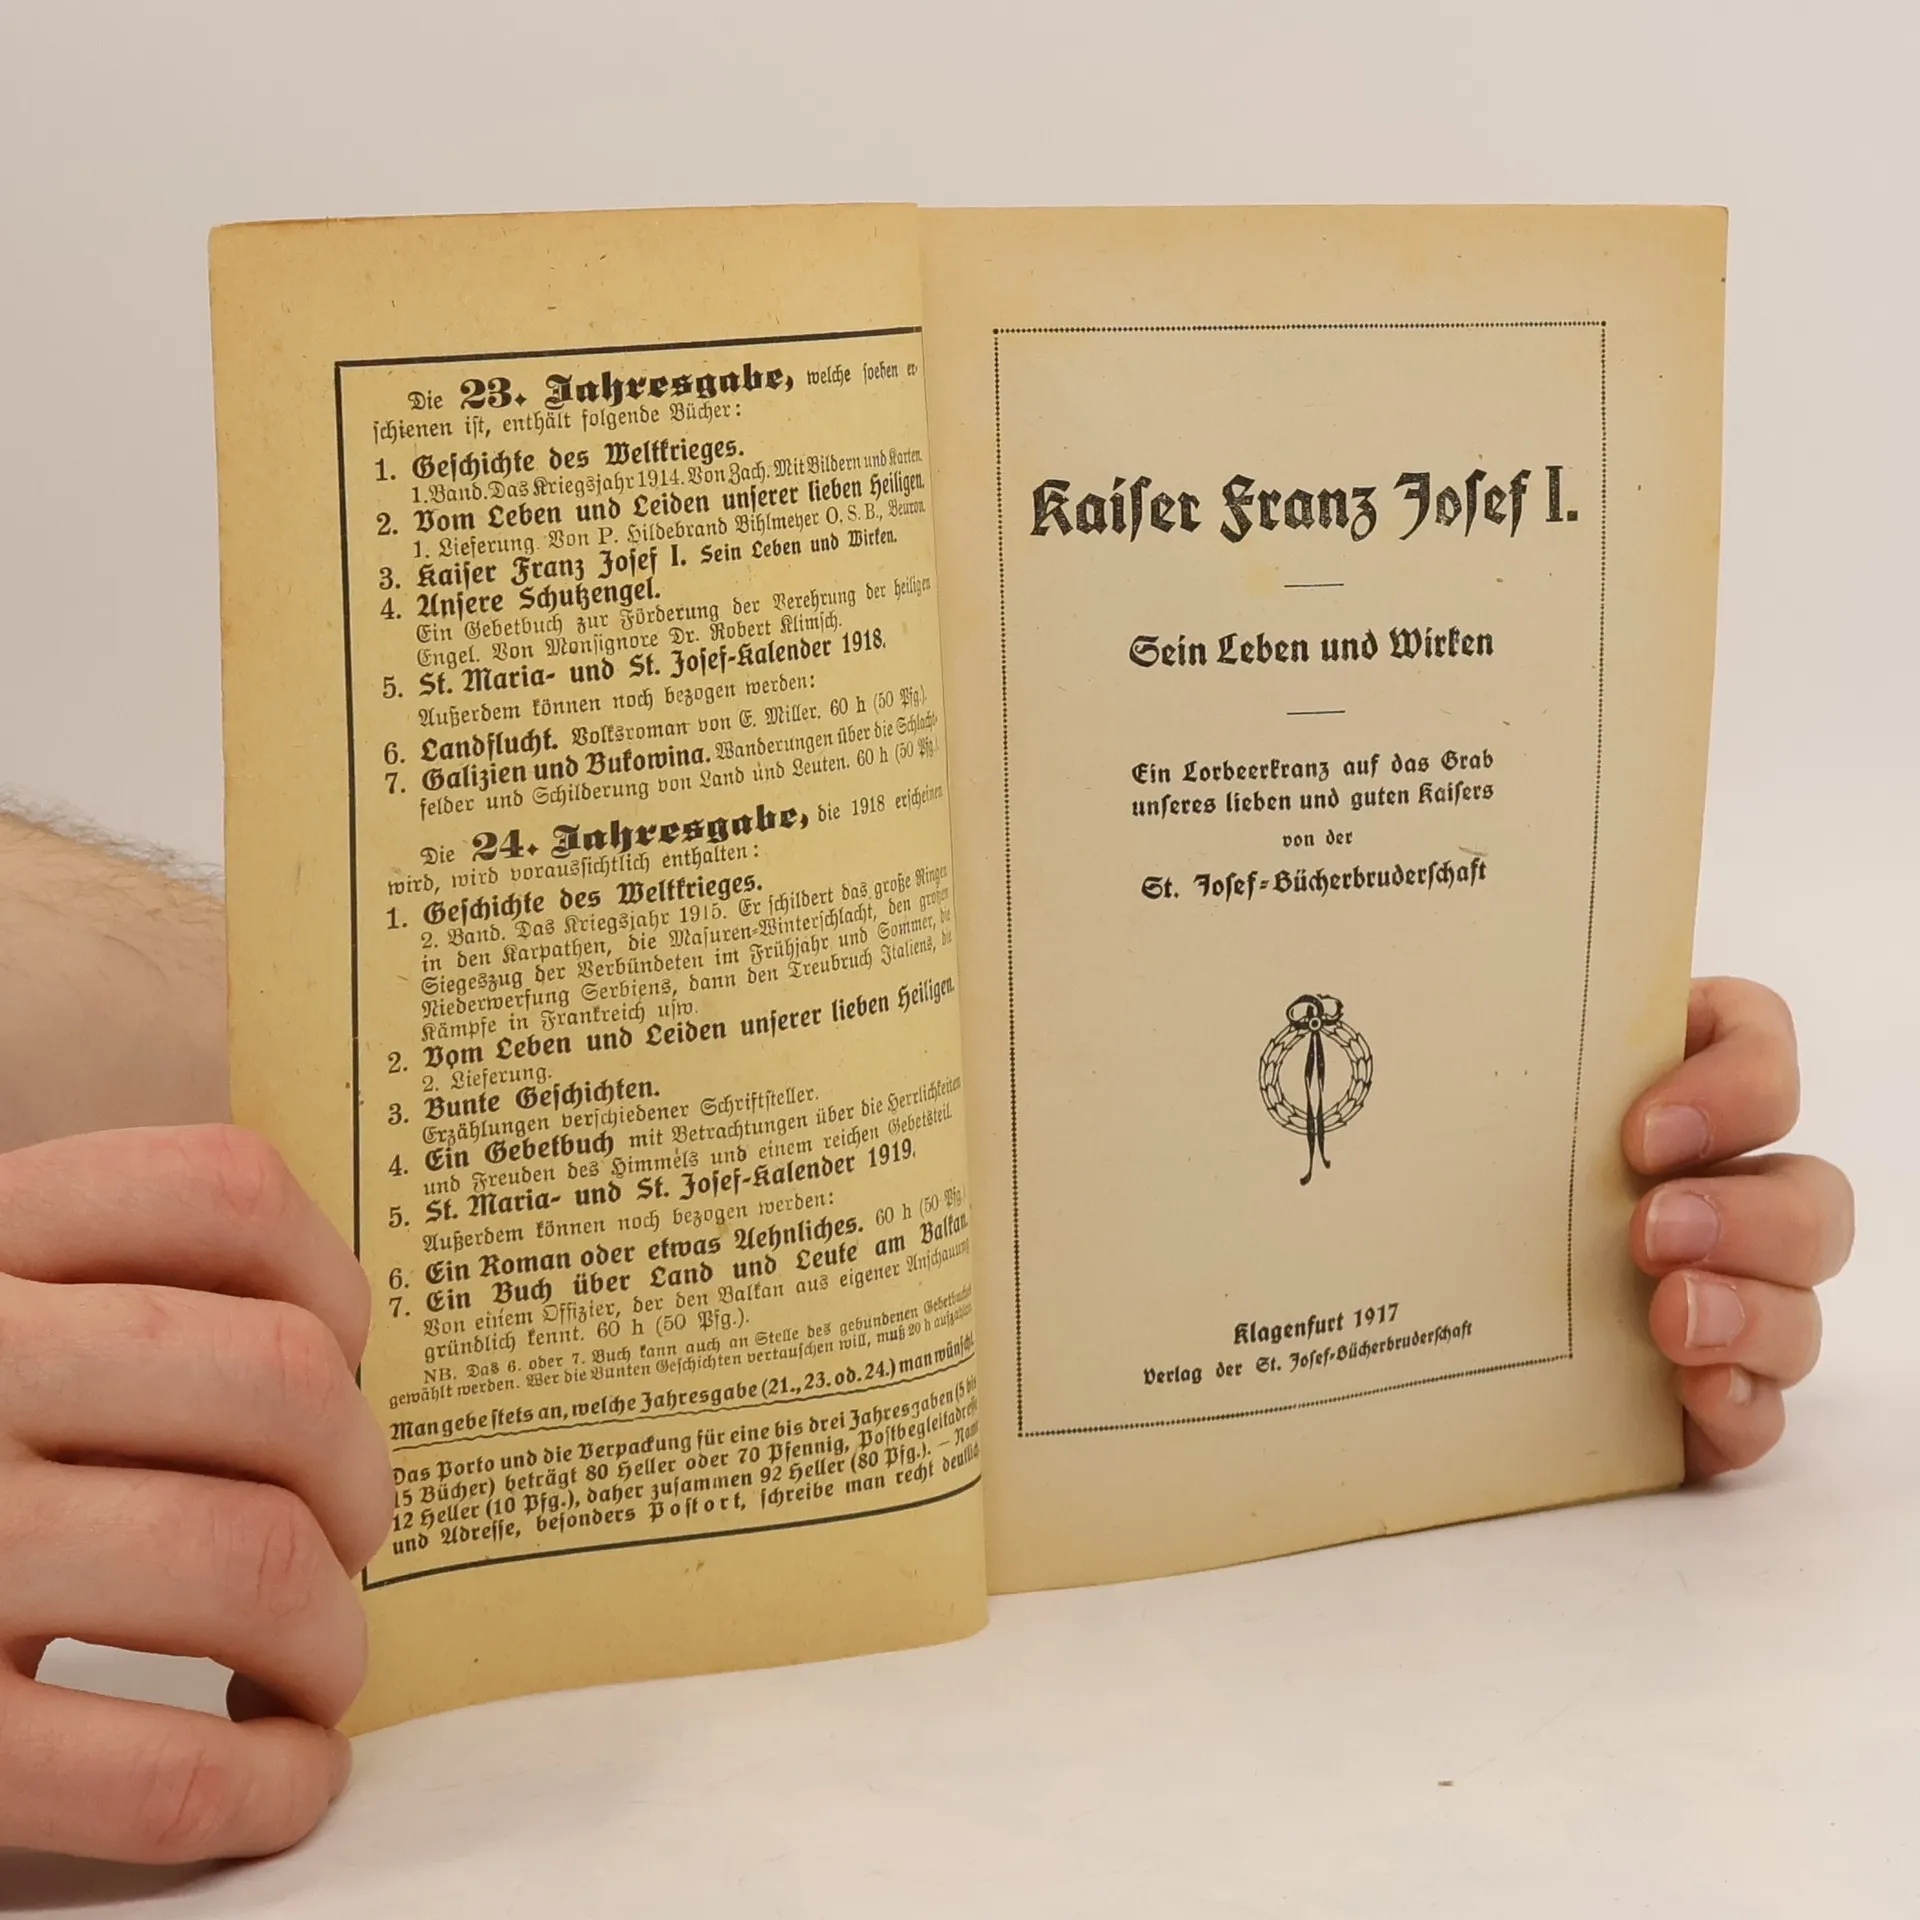 Die 23. Jahresgabe, welche soeben er-
schienen ist, enthält folgende Bücher:
1. Geschichte des Weltkrieges.
1. Band. Das Kriegsjahr 1914. Von Zach. Mit Bildern und Karten.
2. Vom Leben und Leiden unserer lieben Heiligen.
1. Lieferung. Von P. Hildebrand Bihlmeyer O. S. B., Beuron.
3. Kaiser Franz Josef I. Sein Leben und Wirken.
4. Unsere Schutzengel.
Ein Gebetbuch zur Förderung der Verehrung der heiligen
Engel. Von Monsignore Dr. Robert Klimsch.
5. St. Maria- und St. Josef-Kalender 1918.
Außerdem können noch bezogen werden:
6. Landflucht. Volksroman von E. Miller. 60 h (50 Pfg.).
7. Galizien und Bukowina. Wanderungen über die Schlacht-
felder und Schilderung von Land und Leuten. 60 h (50 Pfg.).
Die 24. Jahresgabe, die 1918 erscheinen
wird, wird voraussichtlich enthalten:
1. Geschichte des Weltkrieges.
2. Band. Das Kriegsjahr 1915. Er schildert das große Ringen
in den Karpathen, die Masuren-Winterschlacht, den großen
Siegeszug der Verbündeten im Frühjahr und Sommer, die
Niederwerfung Serbiens, dann den Treubruch Italiens, die
Kämpfe in Frankreich usw.
2. Vom Leben und Leiden unserer lieben Heiligen.
2. Lieferung.
3. Bunte Geschichten.
Erzählungen verschiedener Schriftsteller.
4. Ein Gebetbuch mit Betrachtungen über die Herrlichkeiten
und Freuden des Himmels und einem reichen Gebetsteil.
5. St. Maria- und St. Josef-Kalender 1919.
Außerdem können noch bezogen werden:
6. Ein Roman oder etwas Aehnliches. 60 h (50 Pfg.)
7. Ein Buch über Land und Leute am Balkan.
Von einem Offizier, der den Balkan aus eigener Anschauung
gründlich kennt. 60 h (50 Pfg.).
NB. Das 6. oder 7. Buch kann auch an Stelle des gebundenen Gebetbuches
gewählt werden. Wer die Bunten Geschichten vertauschen will, muß 20 h aufzahlen.
Man gebe stets an, welche Jahresgabe (21., 23. od. 24.) man wünscht.
Das Porto und die Verpackung für eine bis drei Jahresgaben (5 bis
15 Bücher) beträgt 80 Heller oder 70 Pfennig, Postbegleitadresse
12 Heller (10 Pfg.), daher zusammen 92 Heller (80 Pfg.). — Name
und Adresse, besonders Postort, schreibe man recht deutlich.
Kaiser Franz Josef I.
Sein Leben und Wirken
Ein Lorbeerkranz auf das Grab
unseres lieben und guten Kaisers
von der
St. Josef-Bücherbruderschaft
Klagenfurt 1917
Verlag der St. Josef-Bücherbruderschaft